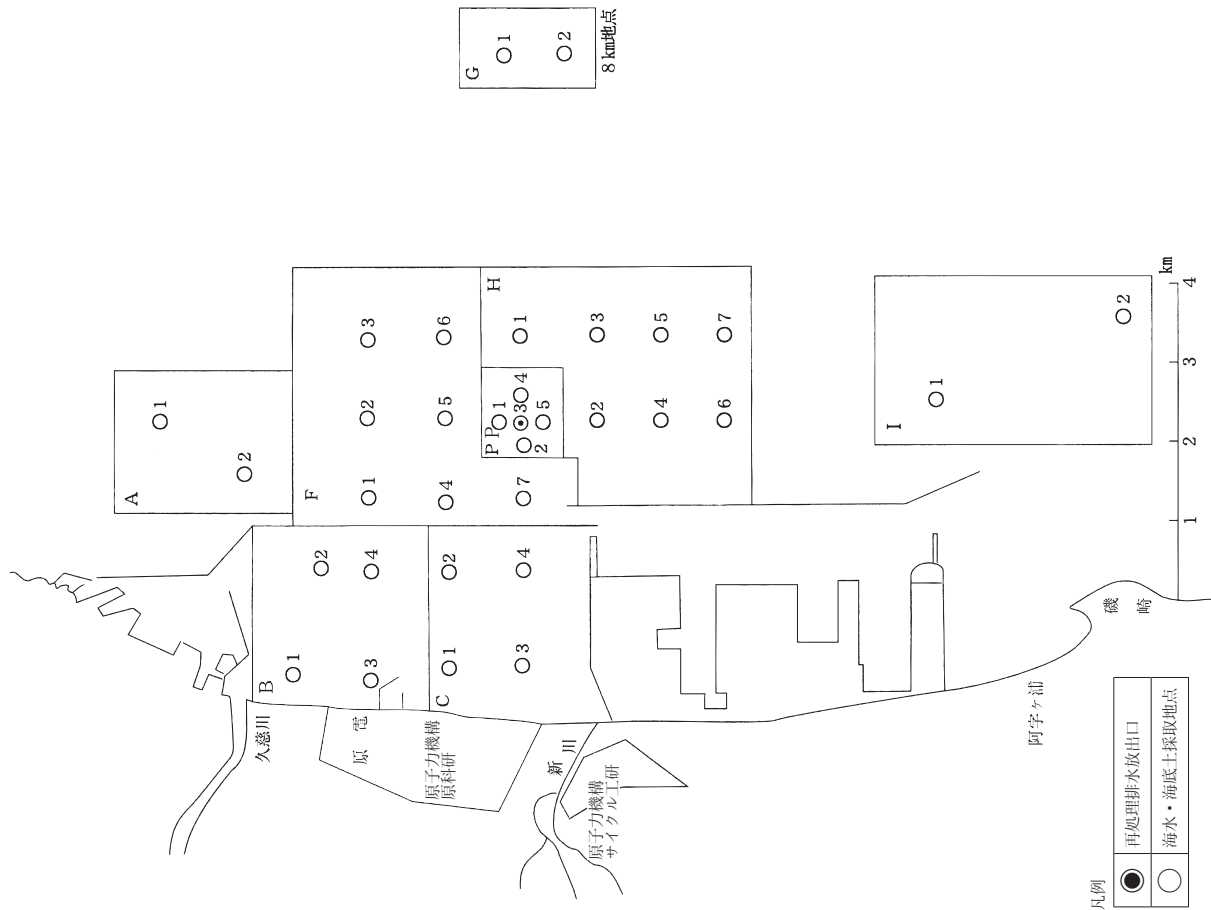 G
1
2
8㎞地点
A
1
2
F
1
2
3
4
5
6
7
H
1
2
3
4
5
6
7
PP
1
2
3
4
5
B
1
2
3
4
C
1
2
3
4
I
1
2
久慈川
原電
原子力機構
原科研
新川
原子力機構
サイクル工研
阿字ヶ浦
磯崎
1
2
3
4
㎞
凡例
再処理排水放出口
海水・海底土採取地点